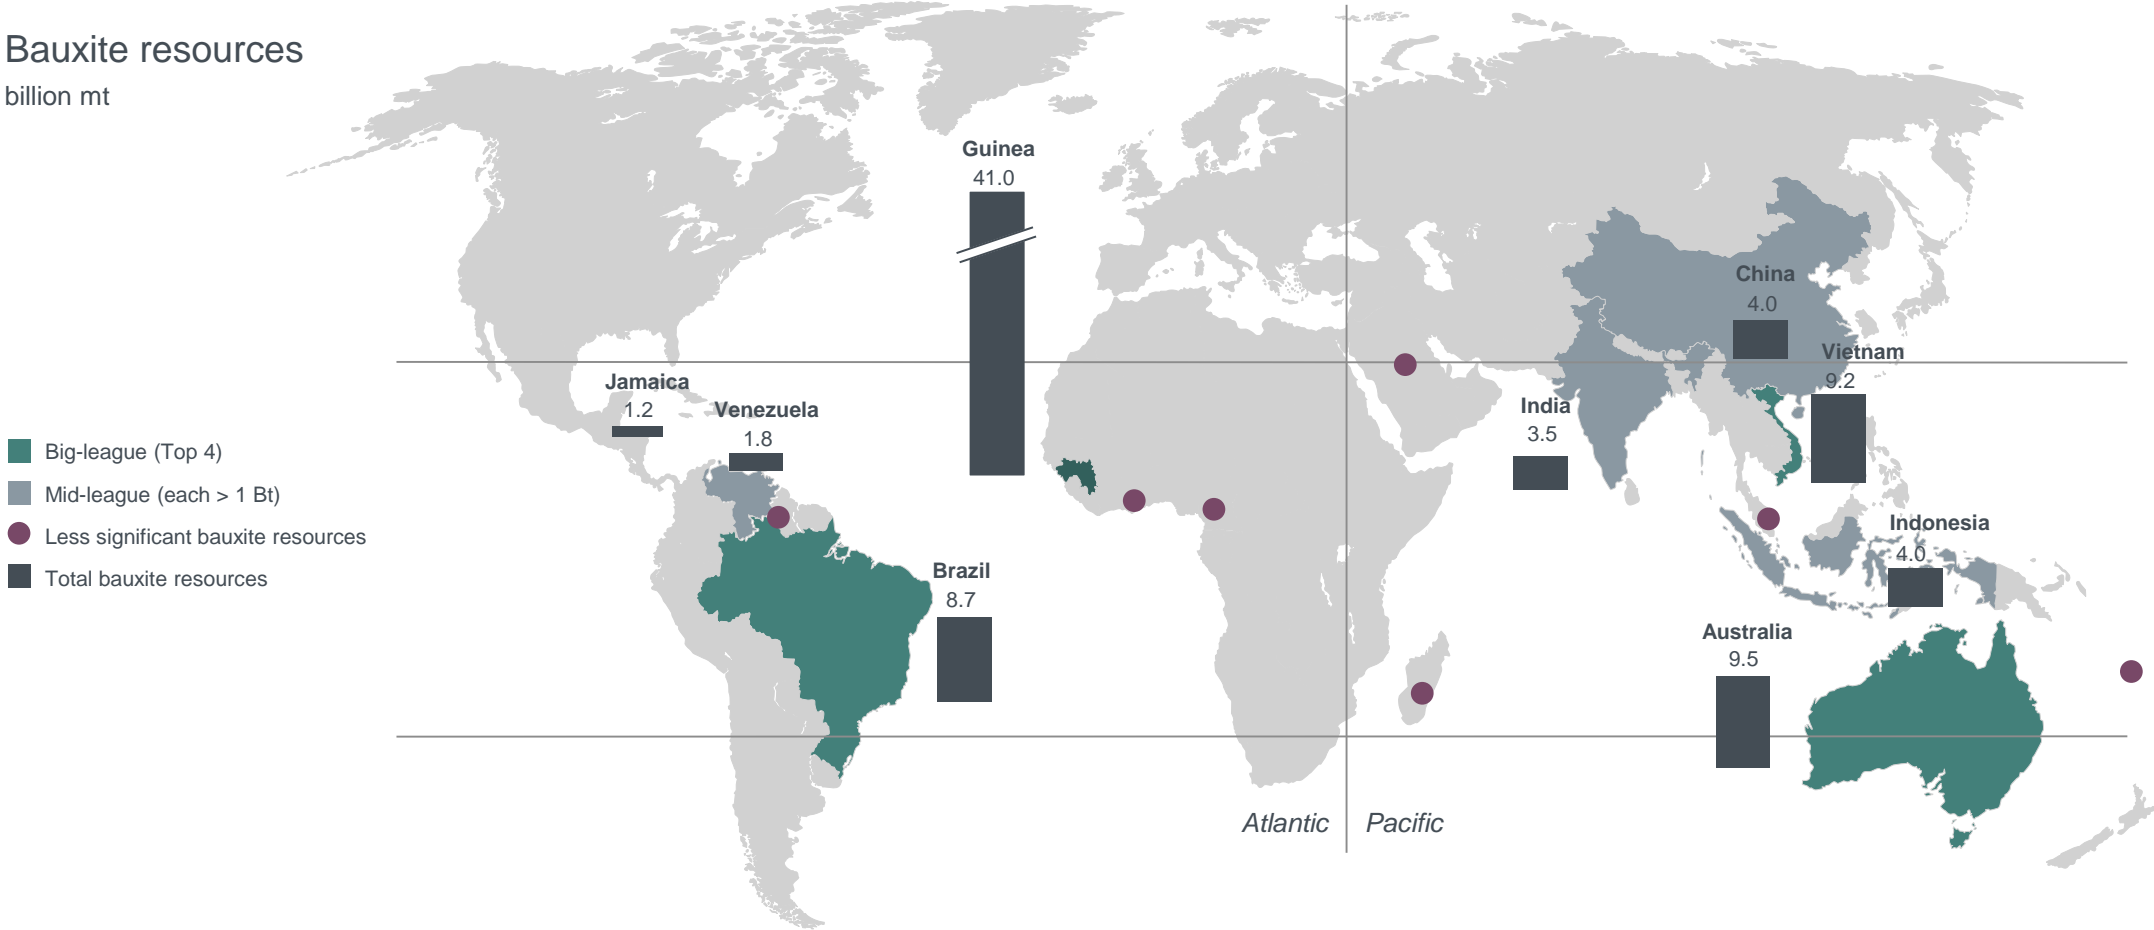 Bauxite resources
billion mt
Guinea
41.0
China
4.0
Vietnam
9.2
Jamaica
1.2
Venezuela
1.8
India
3.5
Big-league (Top 4)
Mid-league (each > 1 Bt)
Less significant bauxite resources
Total bauxite resources
Indonesia
4.0
Brazil
8.7
Australia
9.5
Atlantic
Pacific